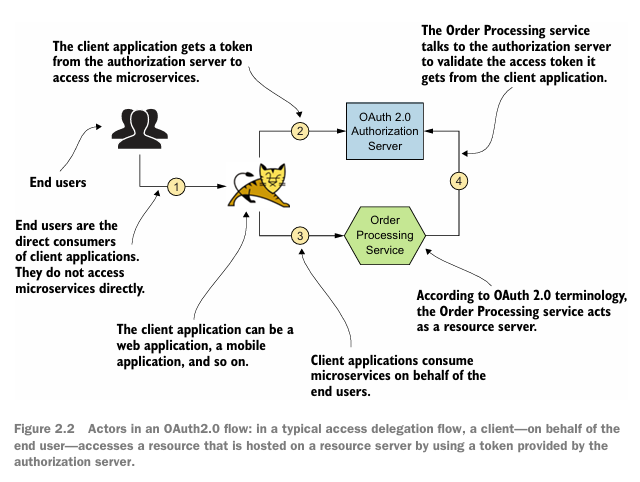 The client application gets a token
from the authorization server to
access the microservices.
The Order Processing service
talks to the authorization server
to validate the access token it
gets from the client application.
OAuth 2.0
Authorization
Server
2
End users
1
4
End users are the
direct consumers
of client applications.
They do not access
microservices directly.
Order
Processing
Service
3
According to OAuth 2.0 terminology,
the Order Processing service acts
as a resource server.
The client application can be a
web application, a mobile
application, and so on.
Client applications consume
microservices on behalf of the
end users.
Figure 2.2 Actors in an OAuth2.0 flow: in a typical access delegation flow, a client—on behalf of the
end user—accesses a resource that is hosted on a resource server by using a token provided by the
authorization server.